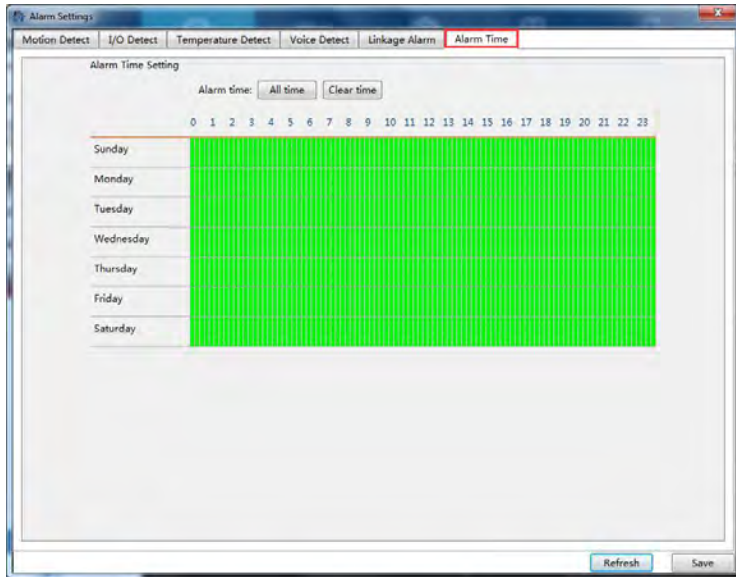 Alarm Settings
Motion Detect I/O Detect Temperature Detect Voice Detect Linkage Alarm Alarm Time
Alarm Time Setting
Alarm time: All time Clear time
0 1 2 3 4 5 6 7 8 9 10 11 12 13 14 15 16 17 18 19 20 21 22 23
Sunday
Monday
Tuesday
Wednesday
Thursday
Friday
Saturday
Refresh Save